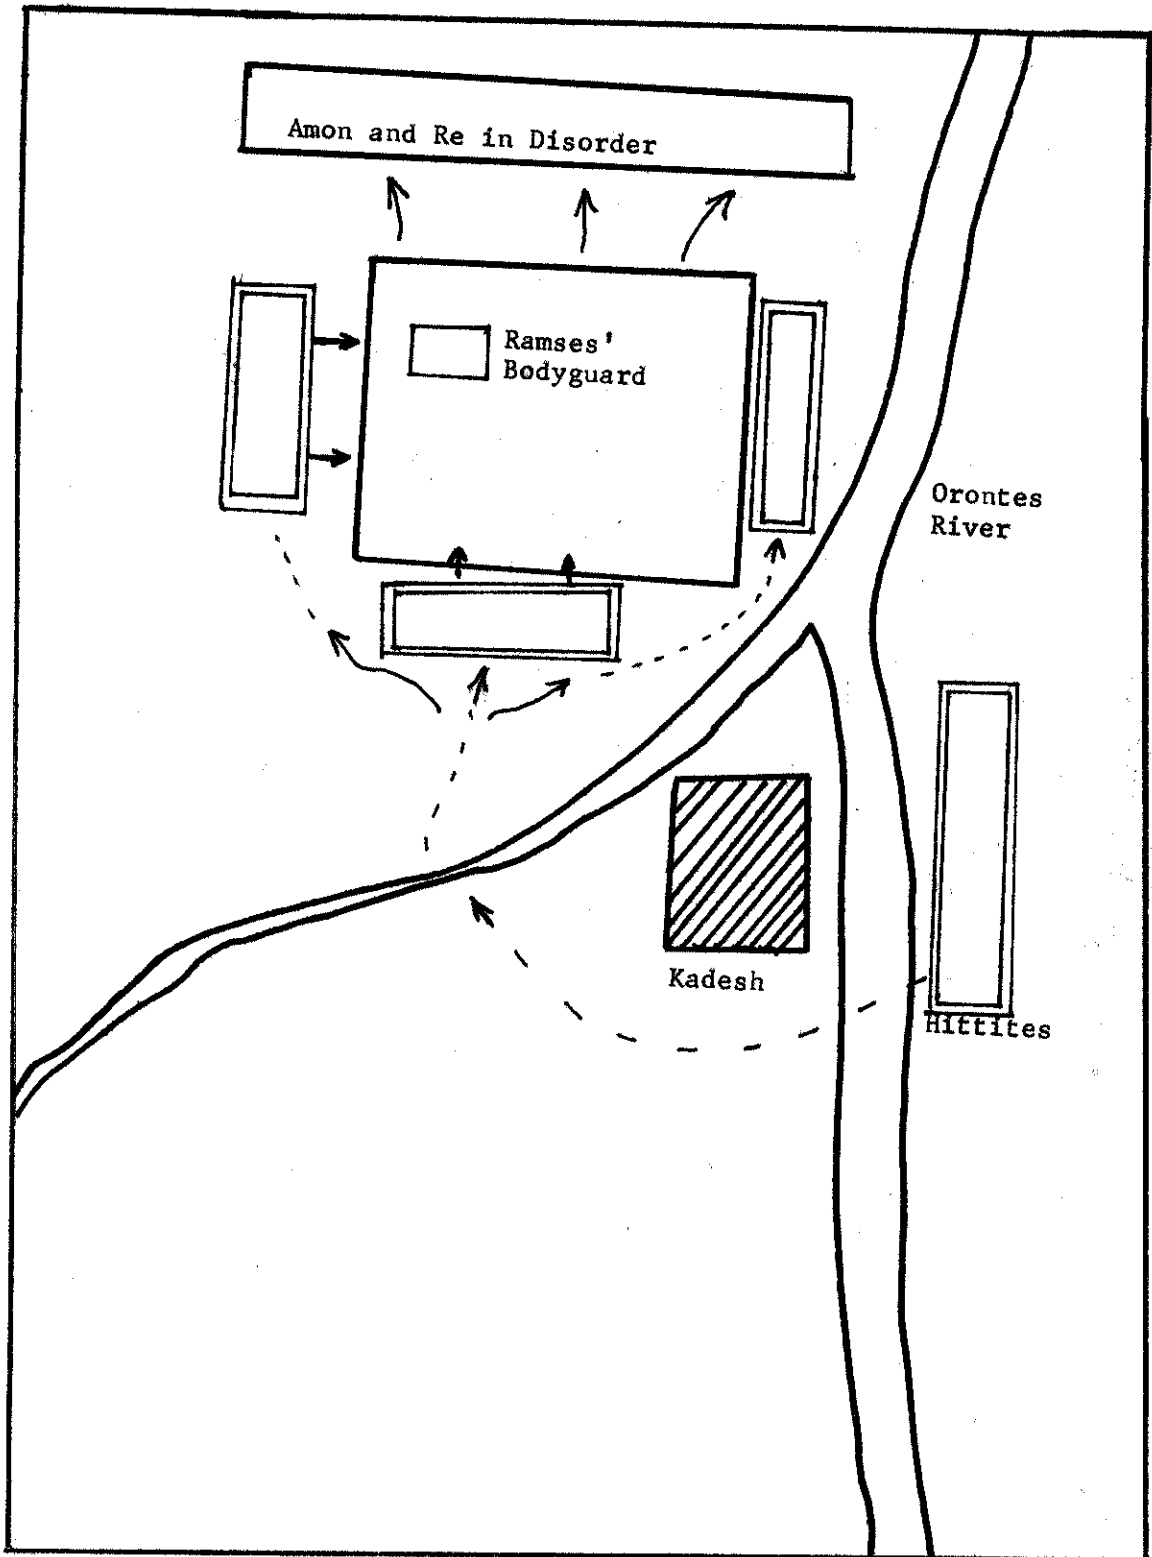 Amon and Re in Disorder
Ramses'
Bodyguard
Orontes
River
Kadesh
Hittites